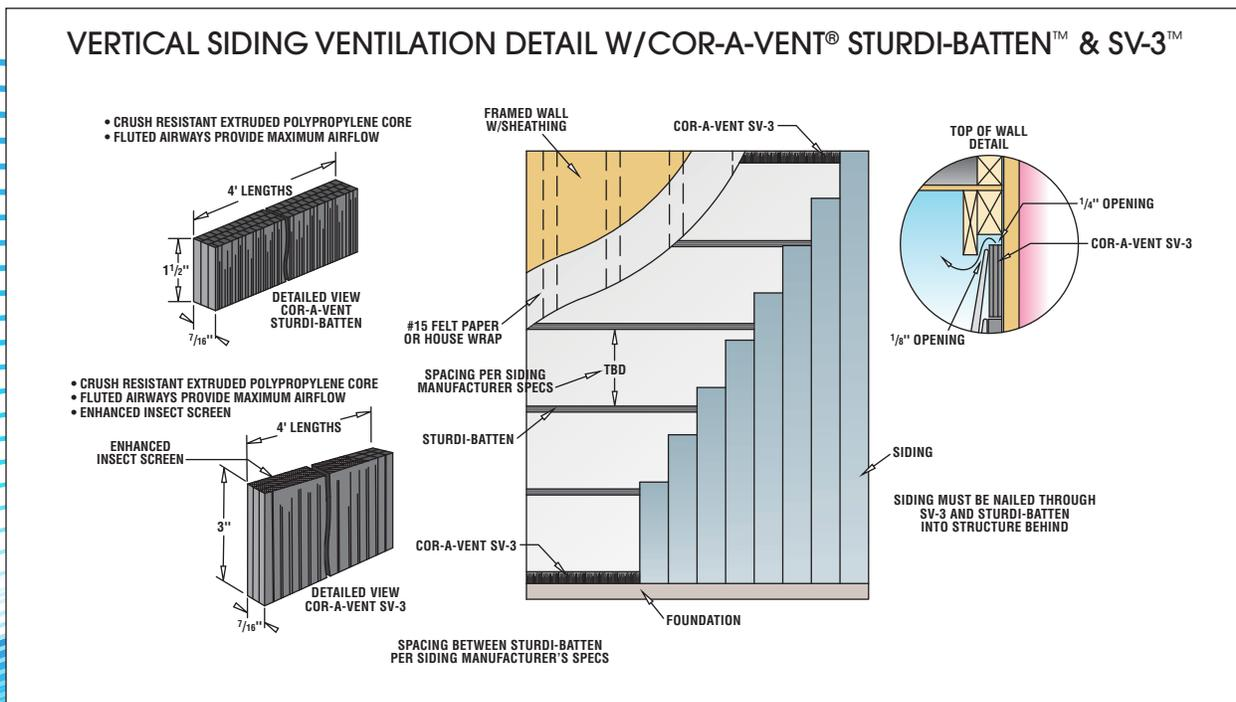 VERTICAL SIDING VENTILATION DETAIL W/COR-A-VENT® STURDI-BATTEN™ & SV-3™
• CRUSH RESISTANT EXTRUDED POLYPROPYLENE CORE
• FLUTED AIRWAYS PROVIDE MAXIMUM AIRFLOW
4' LENGTHS
1 1/2"
7/16"
DETAILED VIEW
COR-A-VENT
STURDI-BATTEN
• CRUSH RESISTANT EXTRUDED POLYPROPYLENE CORE
• FLUTED AIRWAYS PROVIDE MAXIMUM AIRFLOW
• ENHANCED INSECT SCREEN
4' LENGTHS
ENHANCED
INSECT SCREEN
3"
7/16"
DETAILED VIEW
COR-A-VENT SV-3
FRAMED WALL
W/SHEATHING
COR-A-VENT SV-3
#15 FELT PAPER
OR HOUSE WRAP
SPACING PER SIDING
MANUFACTURER SPECS
TBD
STURDI-BATTEN
COR-A-VENT SV-3
FOUNDATION
SPACING BETWEEN STURDI-BATTEN
PER SIDING MANUFACTURER'S SPECS
TOP OF WALL
DETAIL
1/4" OPENING
COR-A-VENT SV-3
1/8" OPENING
SIDING
SIDING MUST BE NAILED THROUGH
SV-3 AND STURDI-BATTEN
INTO STRUCTURE BEHIND